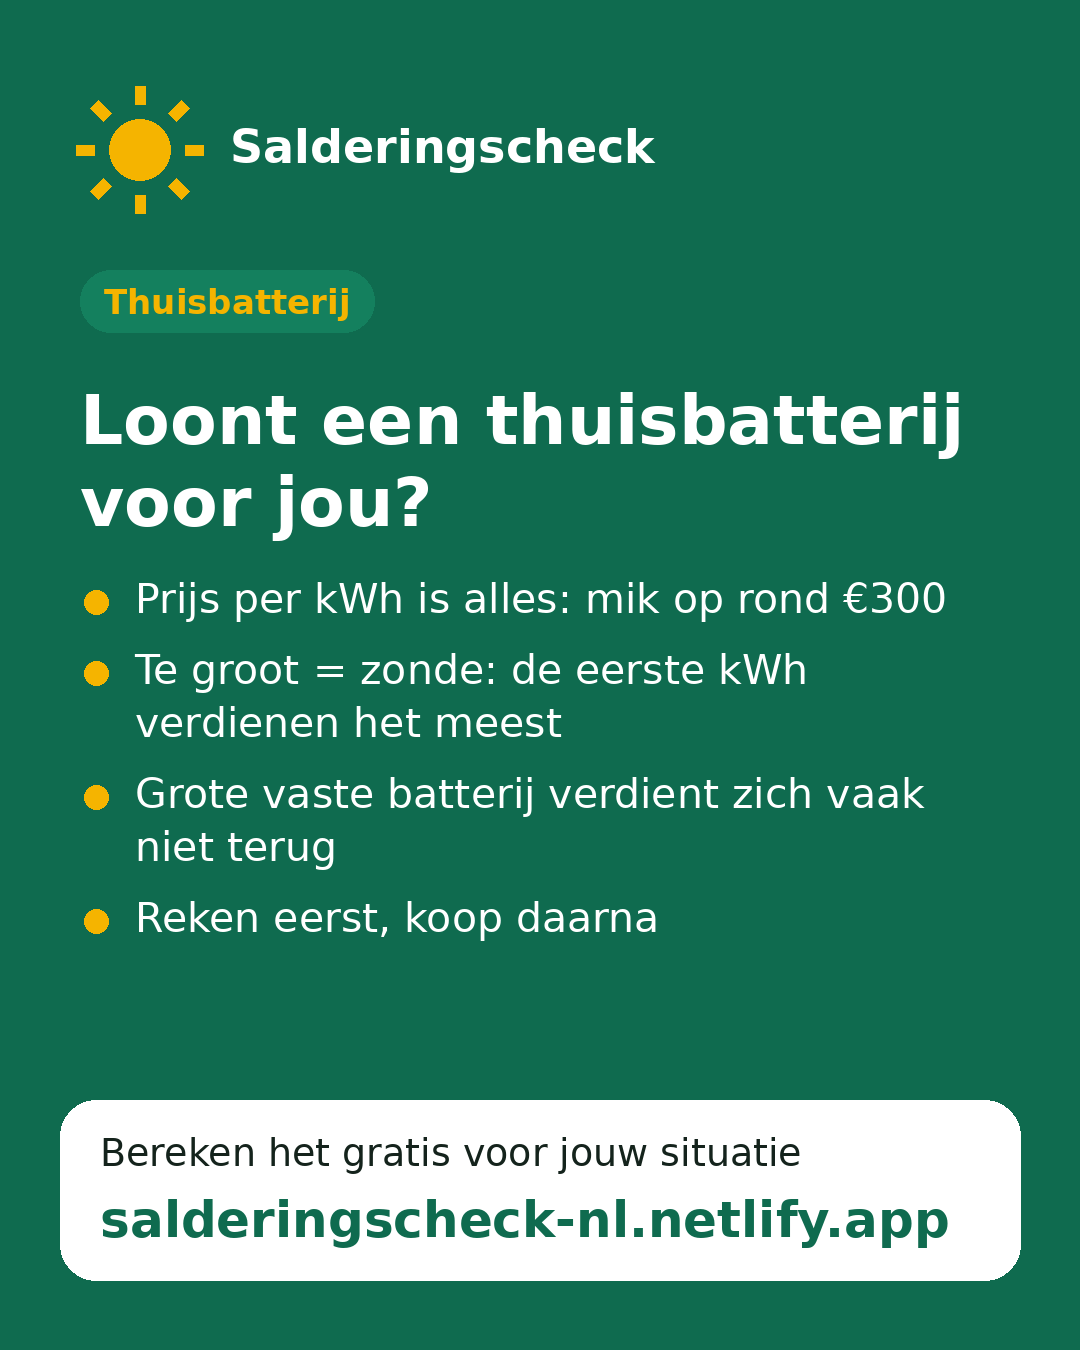 Salderingscheck
Thuisbatterij
Loont een thuisbatterij
voor jou?
Prijs per kWh is alles: mik op rond €300
Te groot = zonde: de eerste kWh
verdienen het meest
Grote vaste batterij verdient zich vaak
niet terug
Reken eerst, koop daarna
Bereken het gratis voor jouw situatie
salderingscheck-nl.netlify.app